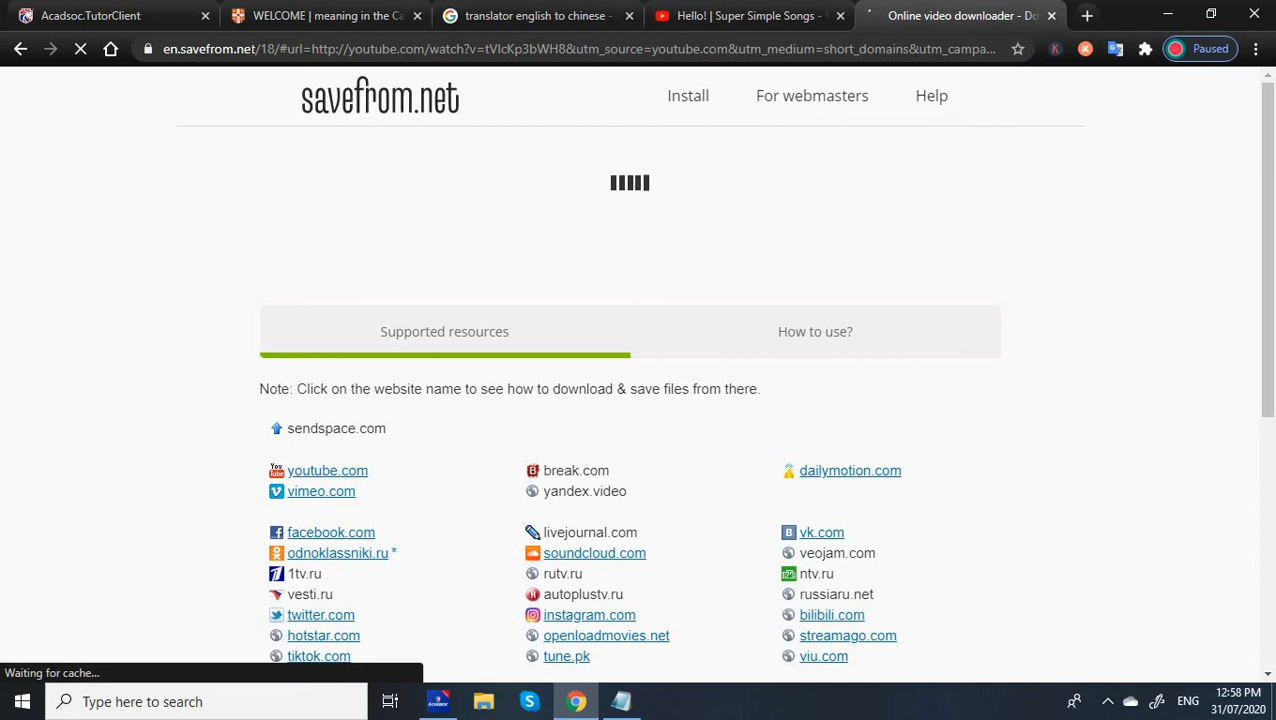 Acadsoc.TutorClient
WELCOME | meaning in the Ca
translator english to chinese -
Hello! | Super Simple Songs -
Online video downloader - Do
en.savefrom.net/18/#url=http://youtube.com/watch?v=tVlcKp3bWH8&utm_source=youtube.com&utm_medium=short_domains&utm_campa...
Paused
savefrom.net
Install
For webmasters
Help
Supported resources
How to use?
Note: Click on the website name to see how to download & save files from there.
sendspace.com
youtube.com
break.com
dailymotion.com
vimeo.com
yandex.video
facebook.com
livejournal.com
vk.com
odnoklassniki.ru *
soundcloud.com
veojam.com
1tv.ru
rutv.ru
ntv.ru
vesti.ru
autoplustv.ru
russiaru.net
twitter.com
instagram.com
bilibili.com
hotstar.com
openloadmovies.net
streamago.com
tiktok.com
tune.pk
viu.com
Waiting for cache...
Type here to search
ENG
12:58 PM
31/07/2020